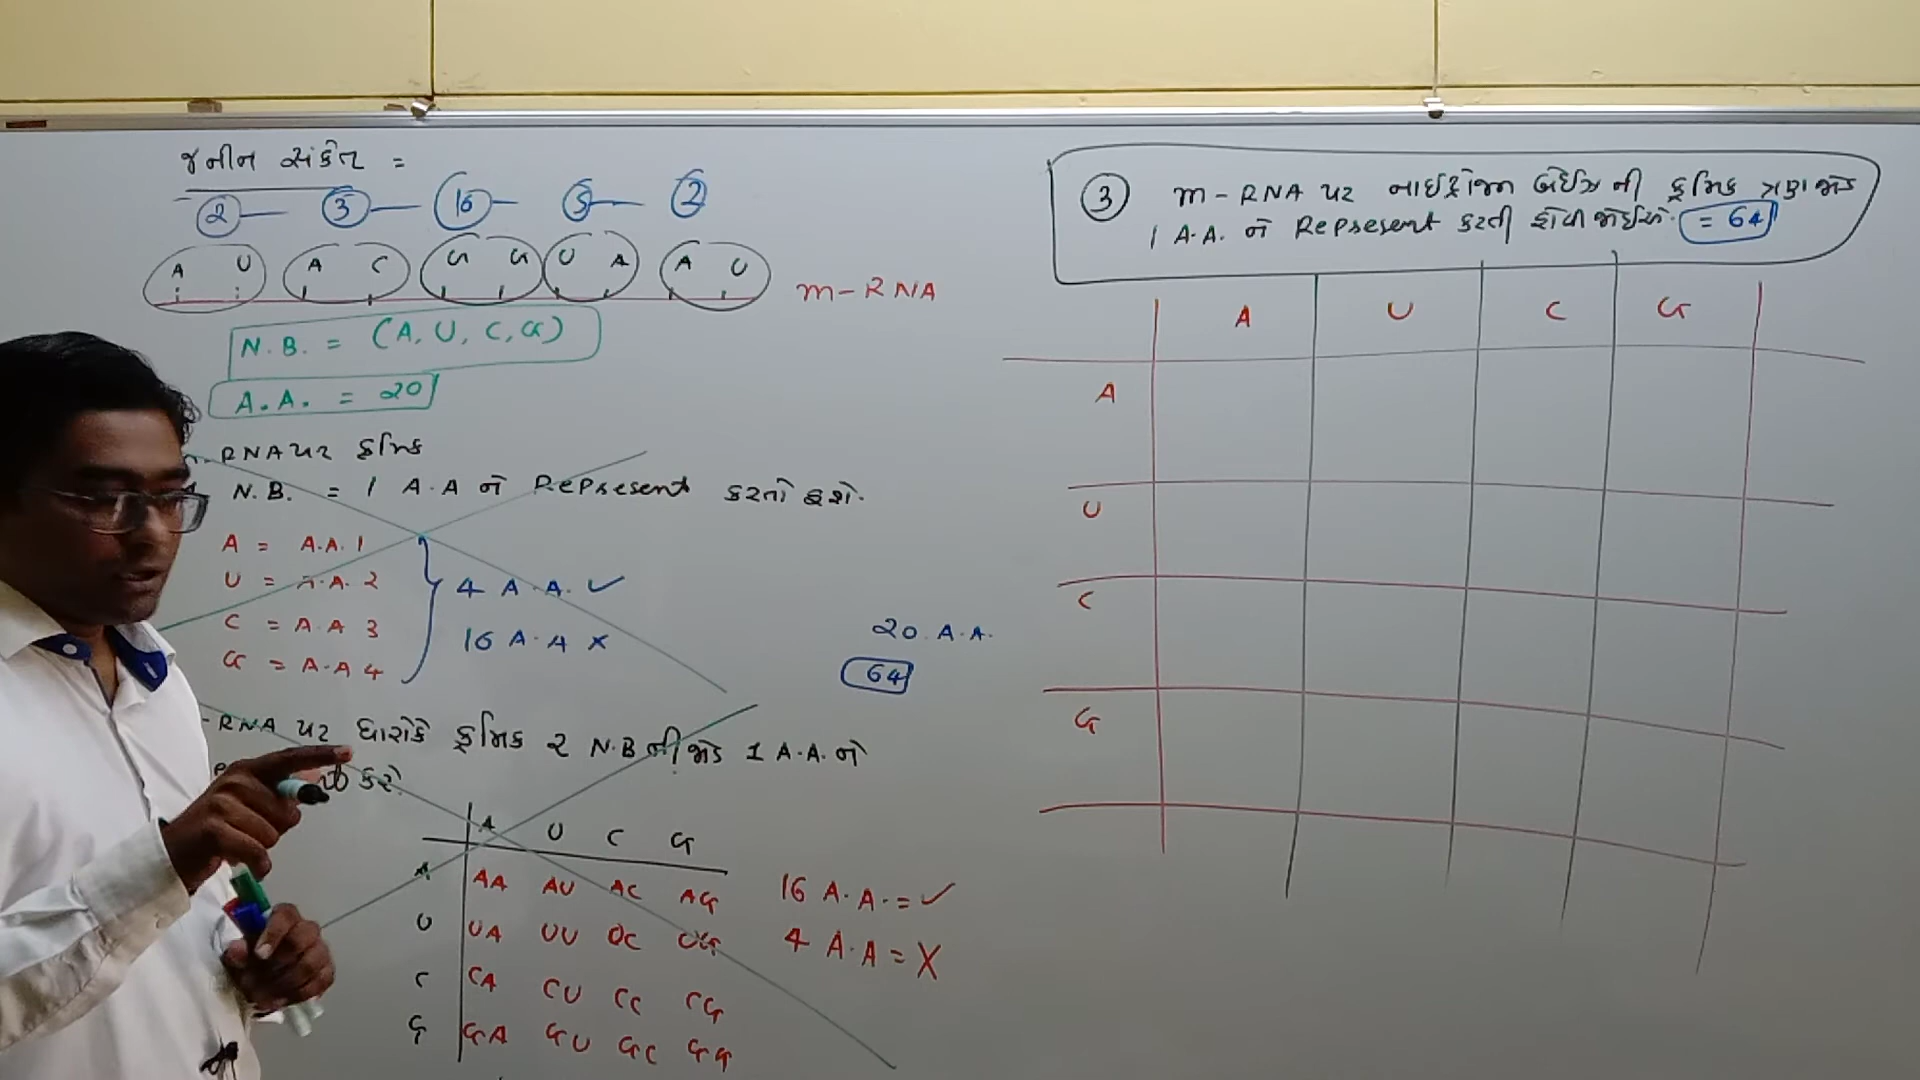 જનીન સંકેત =
2 3 16 5 2
A U A C G G U A A U m-RNA
N.B. = (A, U, C, G)
A.A. = 20
RNA પર ક્રમિક
N.B. = 1 A.A ને Represent કરતો હશે.
A = A.A. 1
U = A.A. 2
C = A.A 3
G = A.A 4
4 A.A. ✓
16 A.A X
20 A.A.
64
-RNA પર ધારોકે ક્રમિક 2 N.B ની જોડ 1 A.A. ને
કરે.
A U C G
A AA AU AC AG
U UA UU UC UG
C CA CU CC CG
G GA GU GC GG
16 A.A. = ✓
4 A.A = X
3 m-RNA પર નાઈટ્રોજન બેઈઝ ની ક્રમિક ત્રણ જોડ
1 A.A. ને Represent કરતી હોવી જોઈએ. = 64
A U C G
A
U
C
G